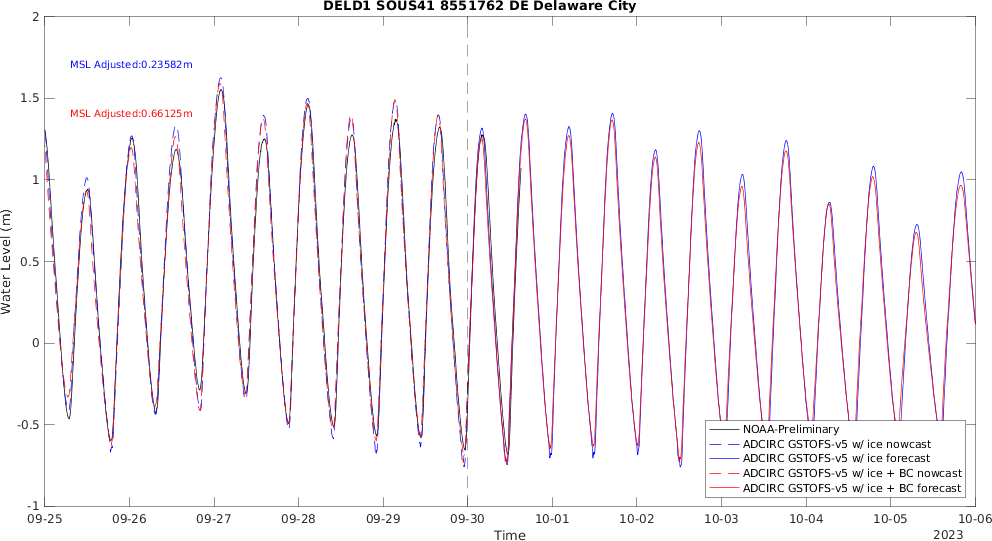 DELD1 SOUS41 8551762 DE Delaware City
2
1.5
1
0.5
0
-0.5
-1
Water Level (m)
MSL Adjusted:0.23582m
MSL Adjusted:0.66125m
NOAA-Preliminary
ADCIRC GSTOFS-v5 w/ ice nowcast
ADCIRC GSTOFS-v5 w/ ice forecast
ADCIRC GSTOFS-v5 w/ ice + BC nowcast
ADCIRC GSTOFS-v5 w/ ice + BC forecast
09-25 09-26 09-27 09-28 09-29 09-30 10-01 10-02 10-03 10-04 10-05 10-06
Time
2023